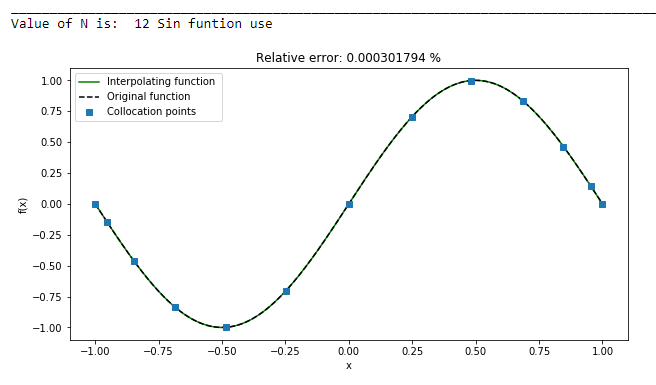 Value of N is:  12 Sin funtion use
Relative error: 0.000301794 %
Interpolating function
Original function
Collocation points
1.00
0.75
0.50
0.25
0.00
−0.25
−0.50
−0.75
−1.00
f(x)
−1.00 −0.75 −0.50 −0.25 0.00 0.25 0.50 0.75 1.00
x